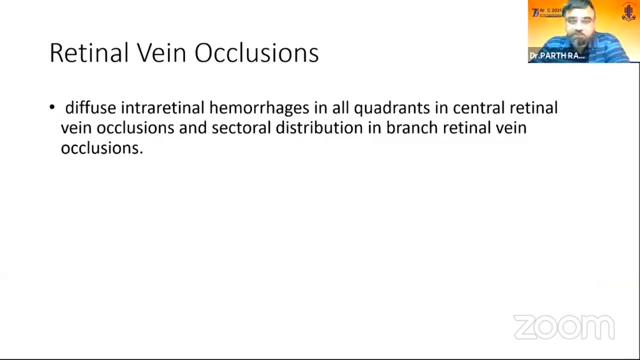 Retinal Vein Occlusions
• diffuse intraretinal hemorrhages in all quadrants in central retinal
vein occlusions and sectoral distribution in branch retinal vein
occlusions.
Dr.PARTH RA...
zoom